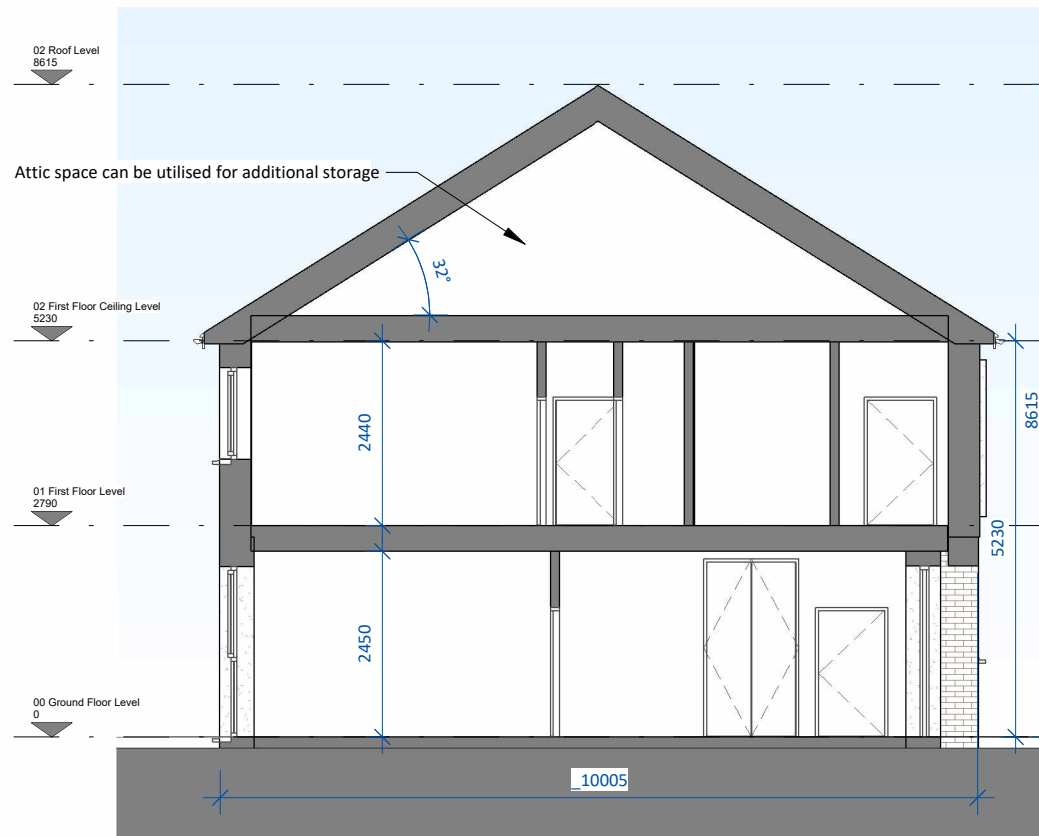 02 Roof Level
8615
Attic space can be utilised for additional storage
32°
02 First Floor Ceiling Level
5230
2440
8615
01 First Floor Level
2790
5230
2450
00 Ground Floor Level
0
_10005